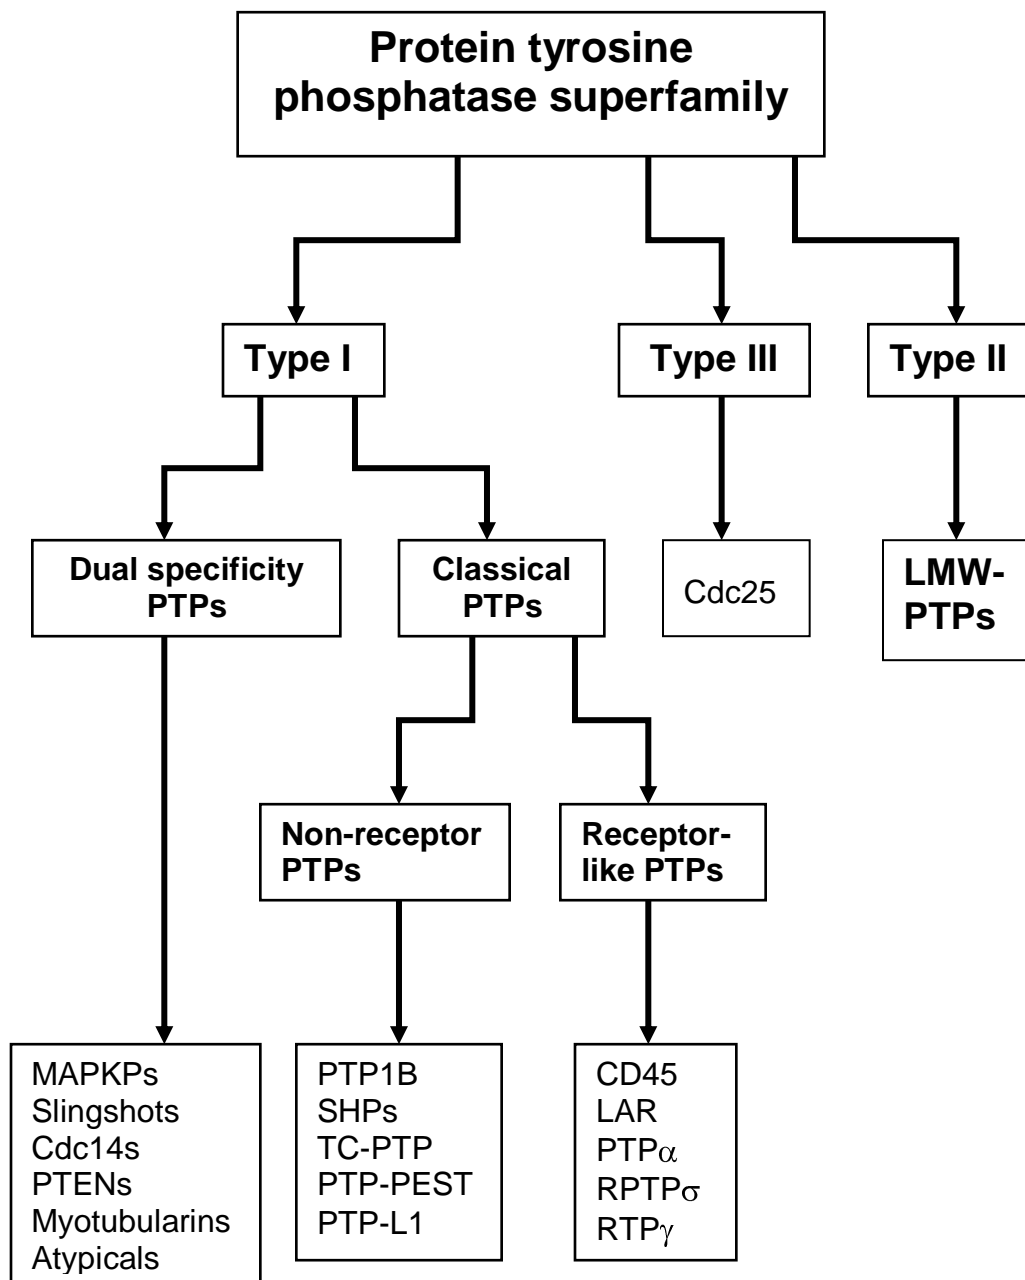 Protein tyrosine
phosphatase superfamily
Type I
Type III
Type II
Dual specificity
PTPs
Classical
PTPs
Cdc25
LMW-
PTPs
Non-receptor
PTPs
Receptor-
like PTPs
MAPKPs
Slingshots
Cdc14s
PTENs
Myotubularins
Atypicals
PTP1B
SHPs
TC-PTP
PTP-PEST
PTP-L1
CD45
LAR
PTPα
RPTPσ
RTPγ